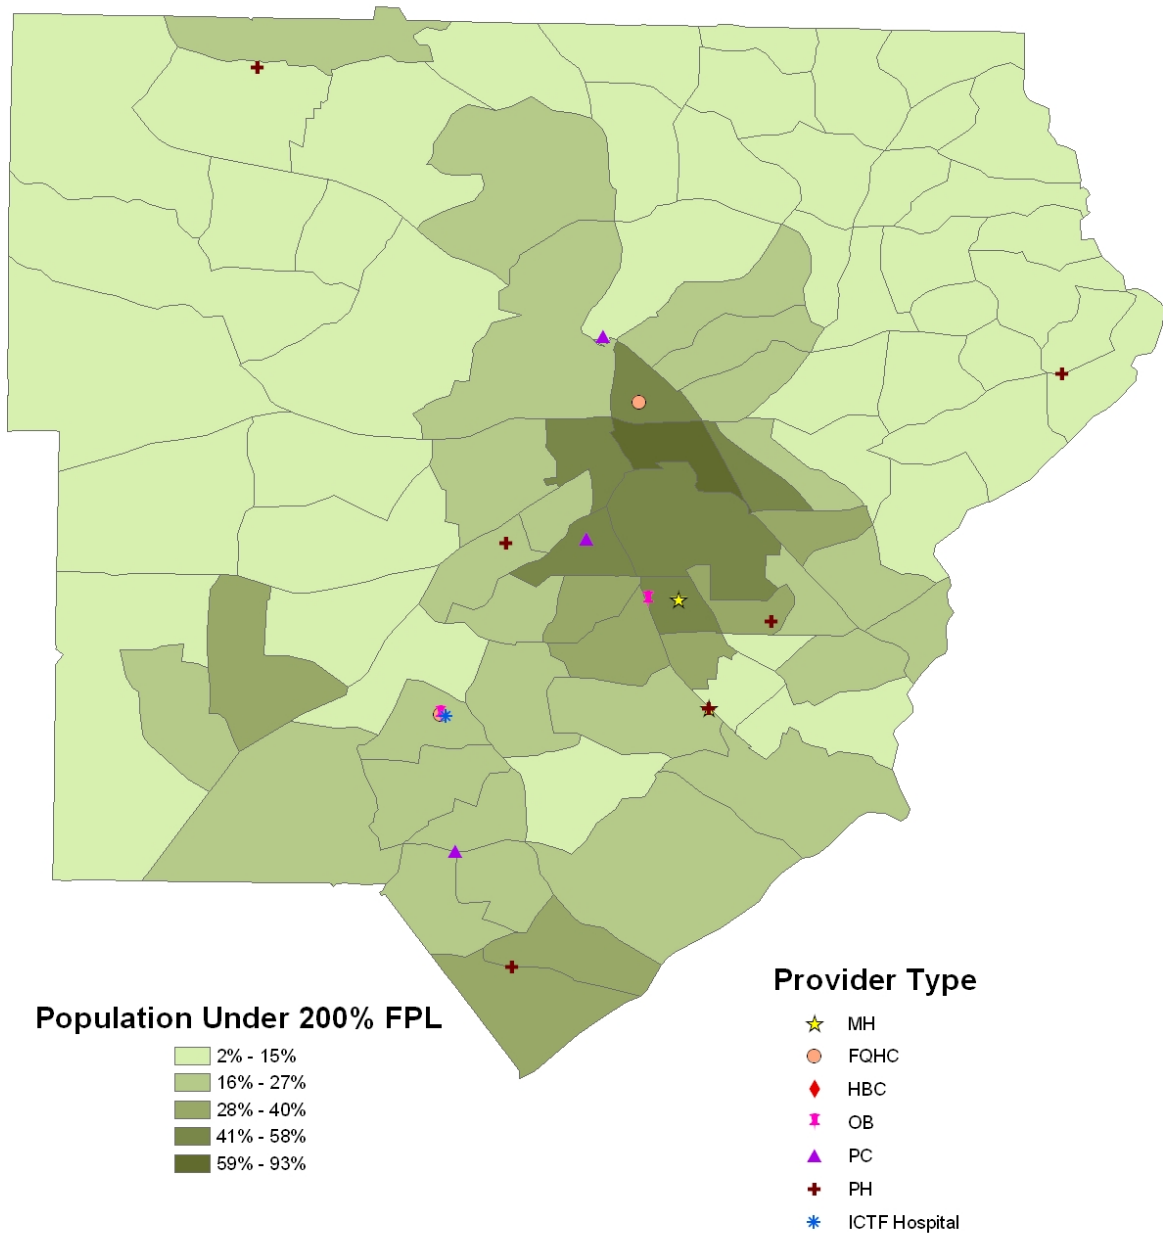 Population Under 200% FPL
2% - 15%
16% - 27%
28% - 40%
41% - 58%
59% - 93%
Provider Type
MH
FQHC
HBC
OB
PC
PH
ICTF Hospital